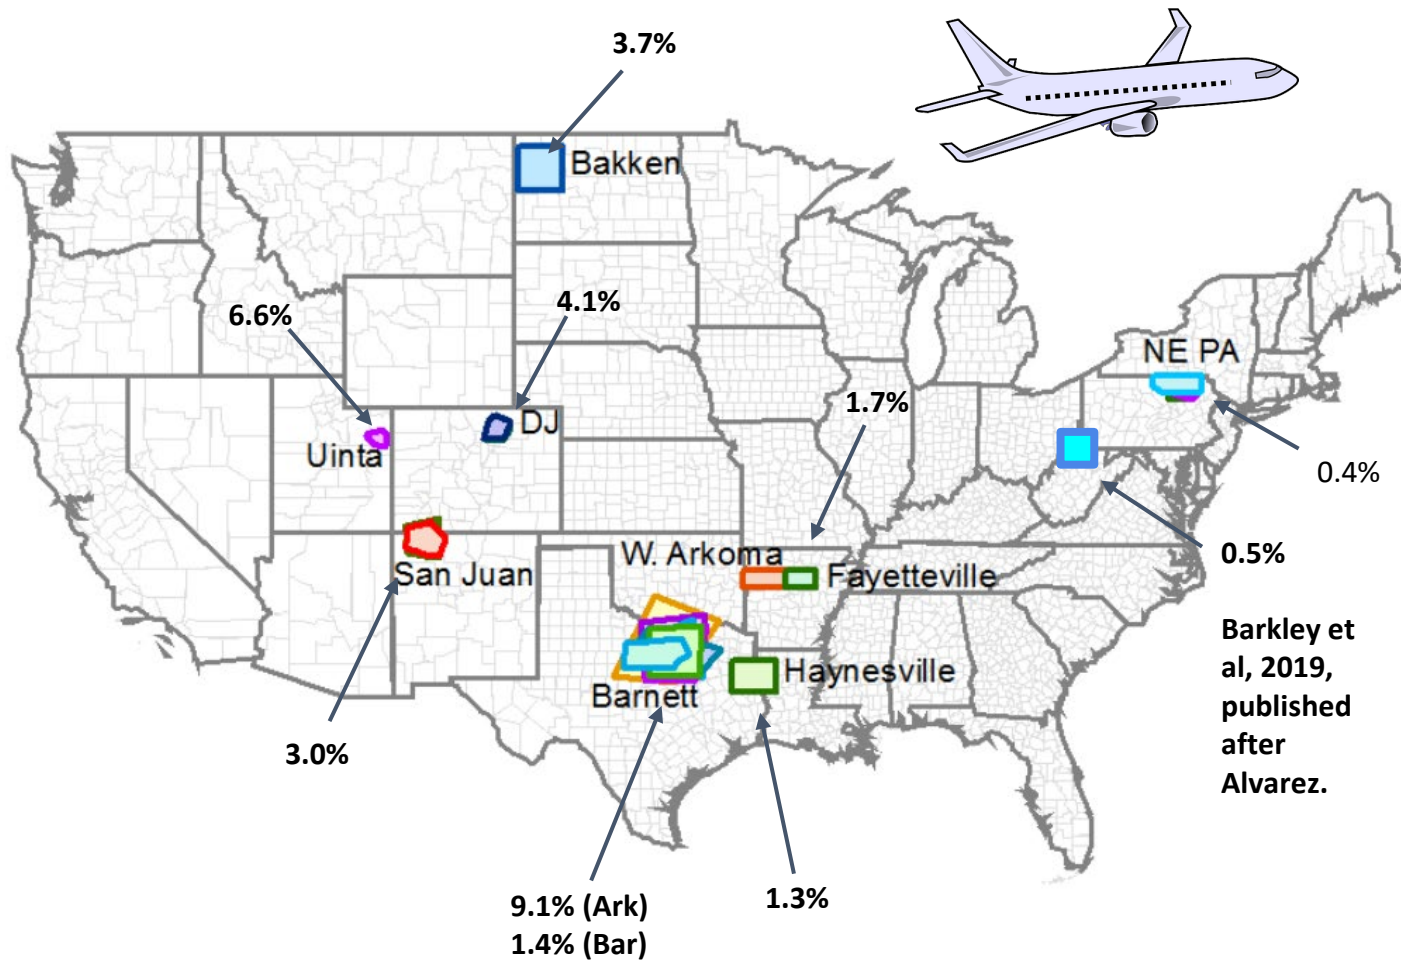 3.7%
Bakken
6.6%
4.1%
NE PA
1.7%
DJ
Uinta
0.4%
W. Arkoma
0.5%
San Juan
Fayetteville
Barkley et
al, 2019,
published
after
Alvarez.
Haynesville
Barnett
3.0%
9.1% (Ark)
1.4% (Bar)
1.3%